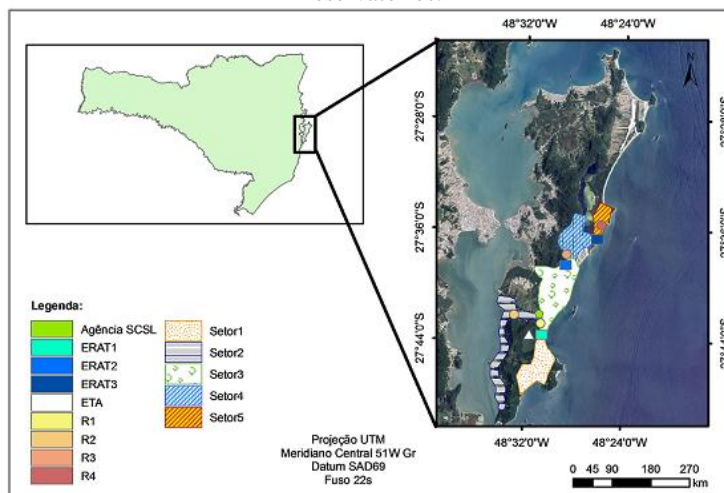 48°32'0"W 48°24'0"W
N
27°28'0"S
27°36'0"S
27°44'0"S
48°32'0"W 48°24'0"W
Legenda:
Agência SCSL
ERAT1
ERAT2
ERAT3
ETA
R1
R2
R3
R4
Setor1
Setor2
Setor3
Setor4
Setor5
Projeção UTM
Meridiano Central 51W Gr
Datum SAD69
Fuso 22s
0 45 90 180 270
km